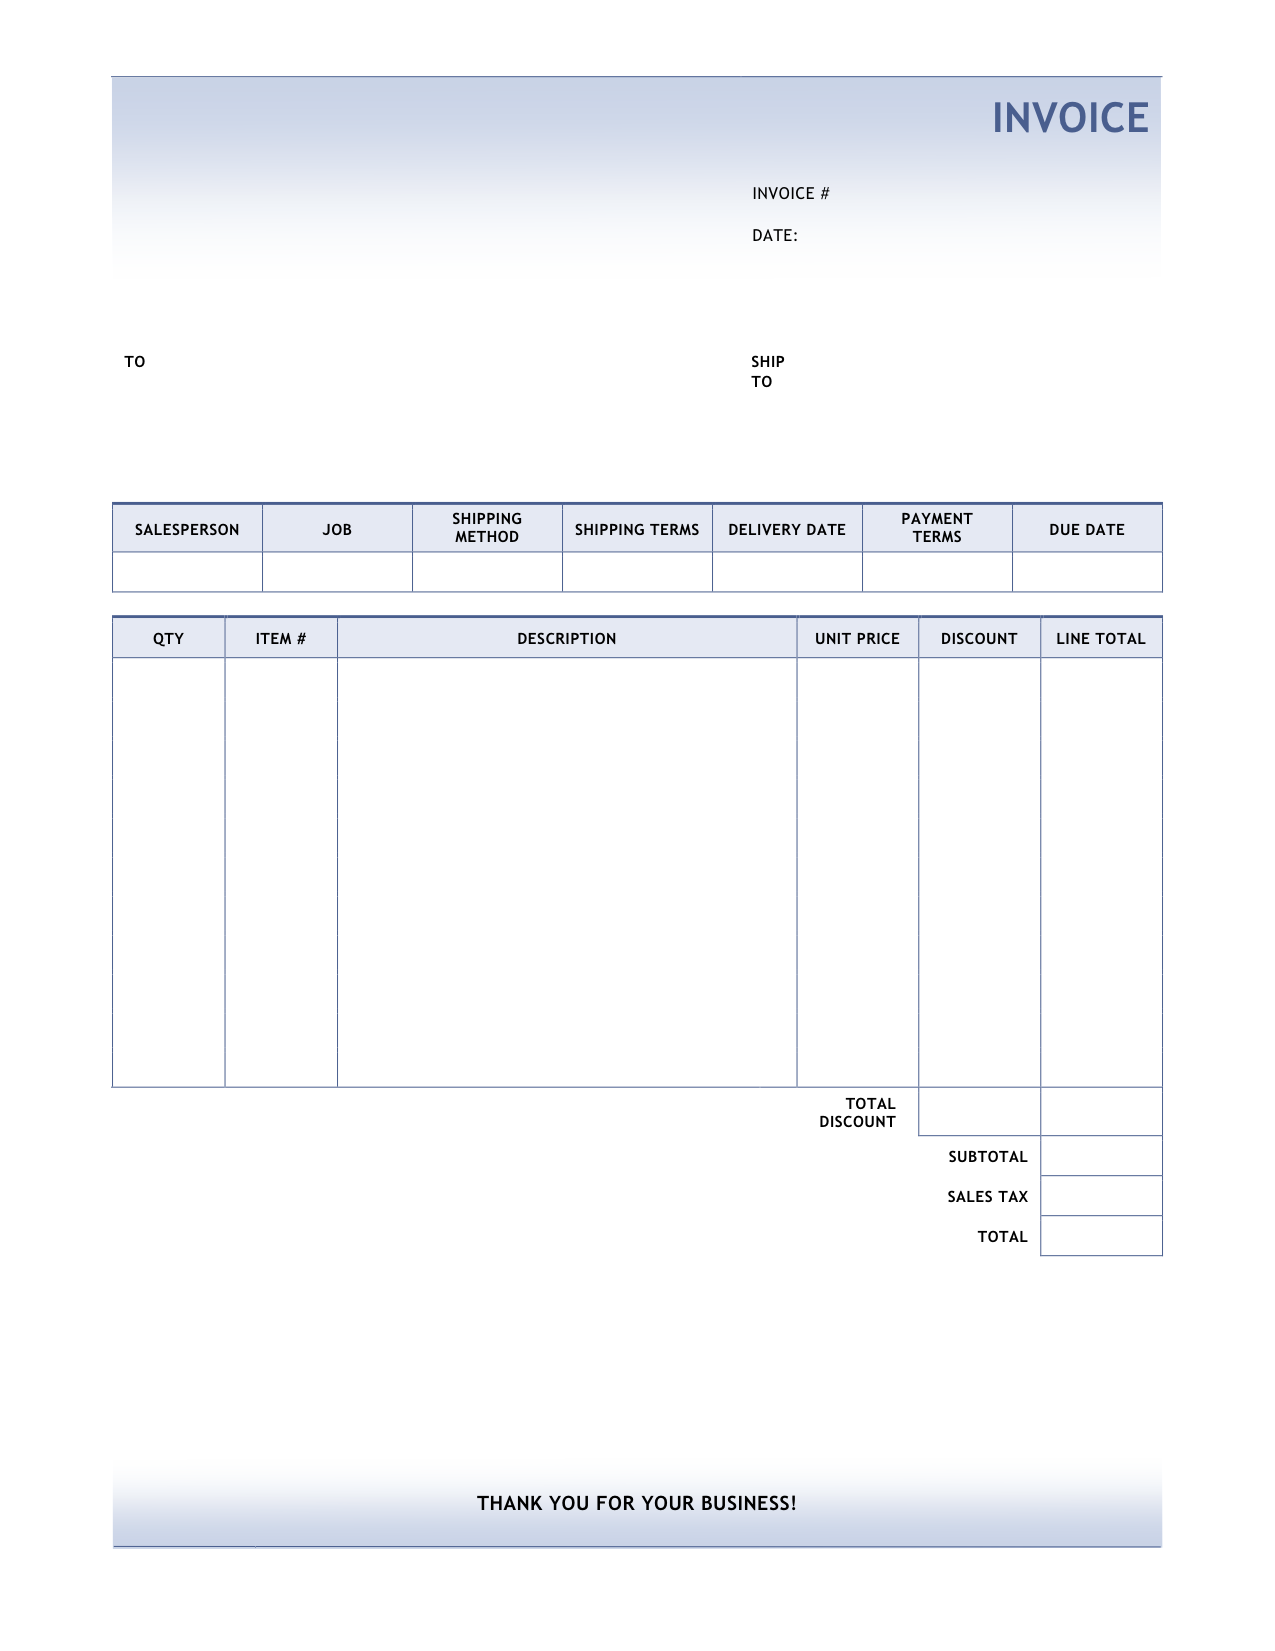 INVOICE
INVOICE #
DATE:
TO
SHIP
TO
SALESPERSON JOB SHIPPING METHOD SHIPPING TERMS DELIVERY DATE PAYMENT TERMS DUE DATE
QTY ITEM # DESCRIPTION UNIT PRICE DISCOUNT LINE TOTAL
TOTAL
DISCOUNT
SUBTOTAL
SALES TAX
TOTAL
THANK YOU FOR YOUR BUSINESS!